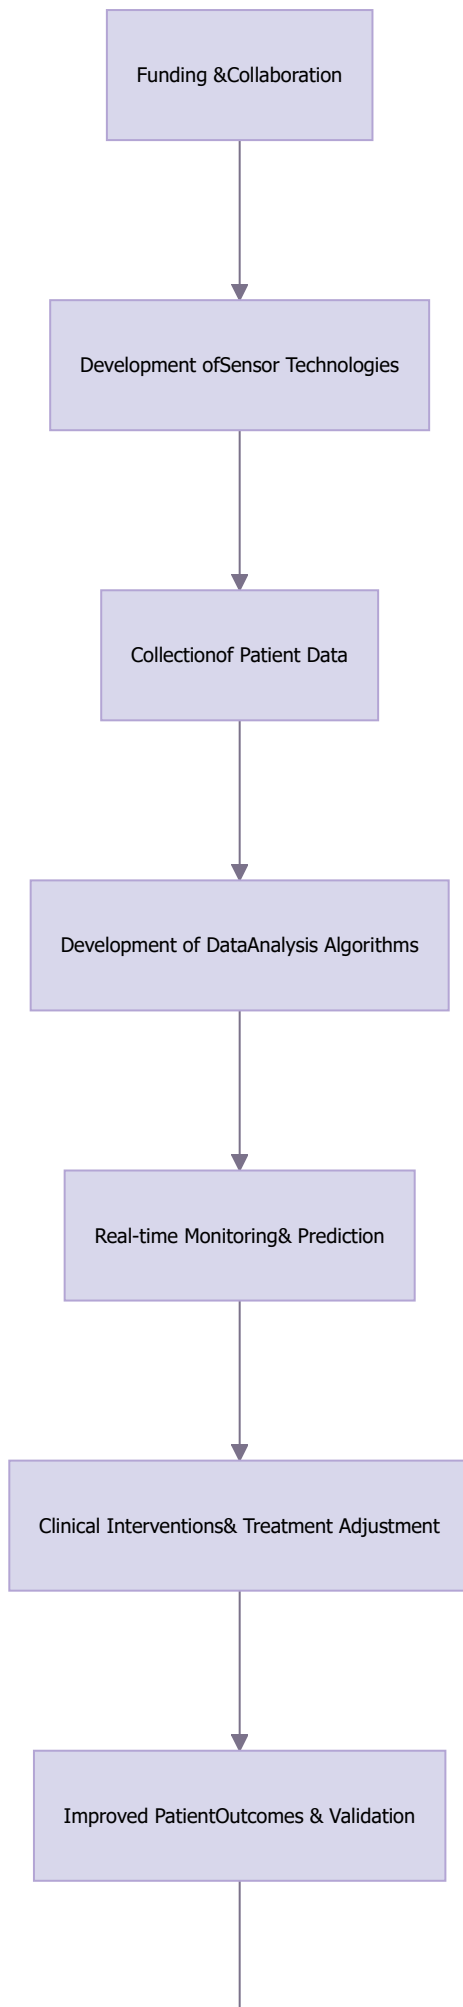 Funding &Collaboration
Development ofSensor Technologies
Collectionof Patient Data
Development of DataAnalysis Algorithms
Real-time Monitoring& Prediction
Clinical Interventions& Treatment Adjustment
Improved PatientOutcomes & Validation